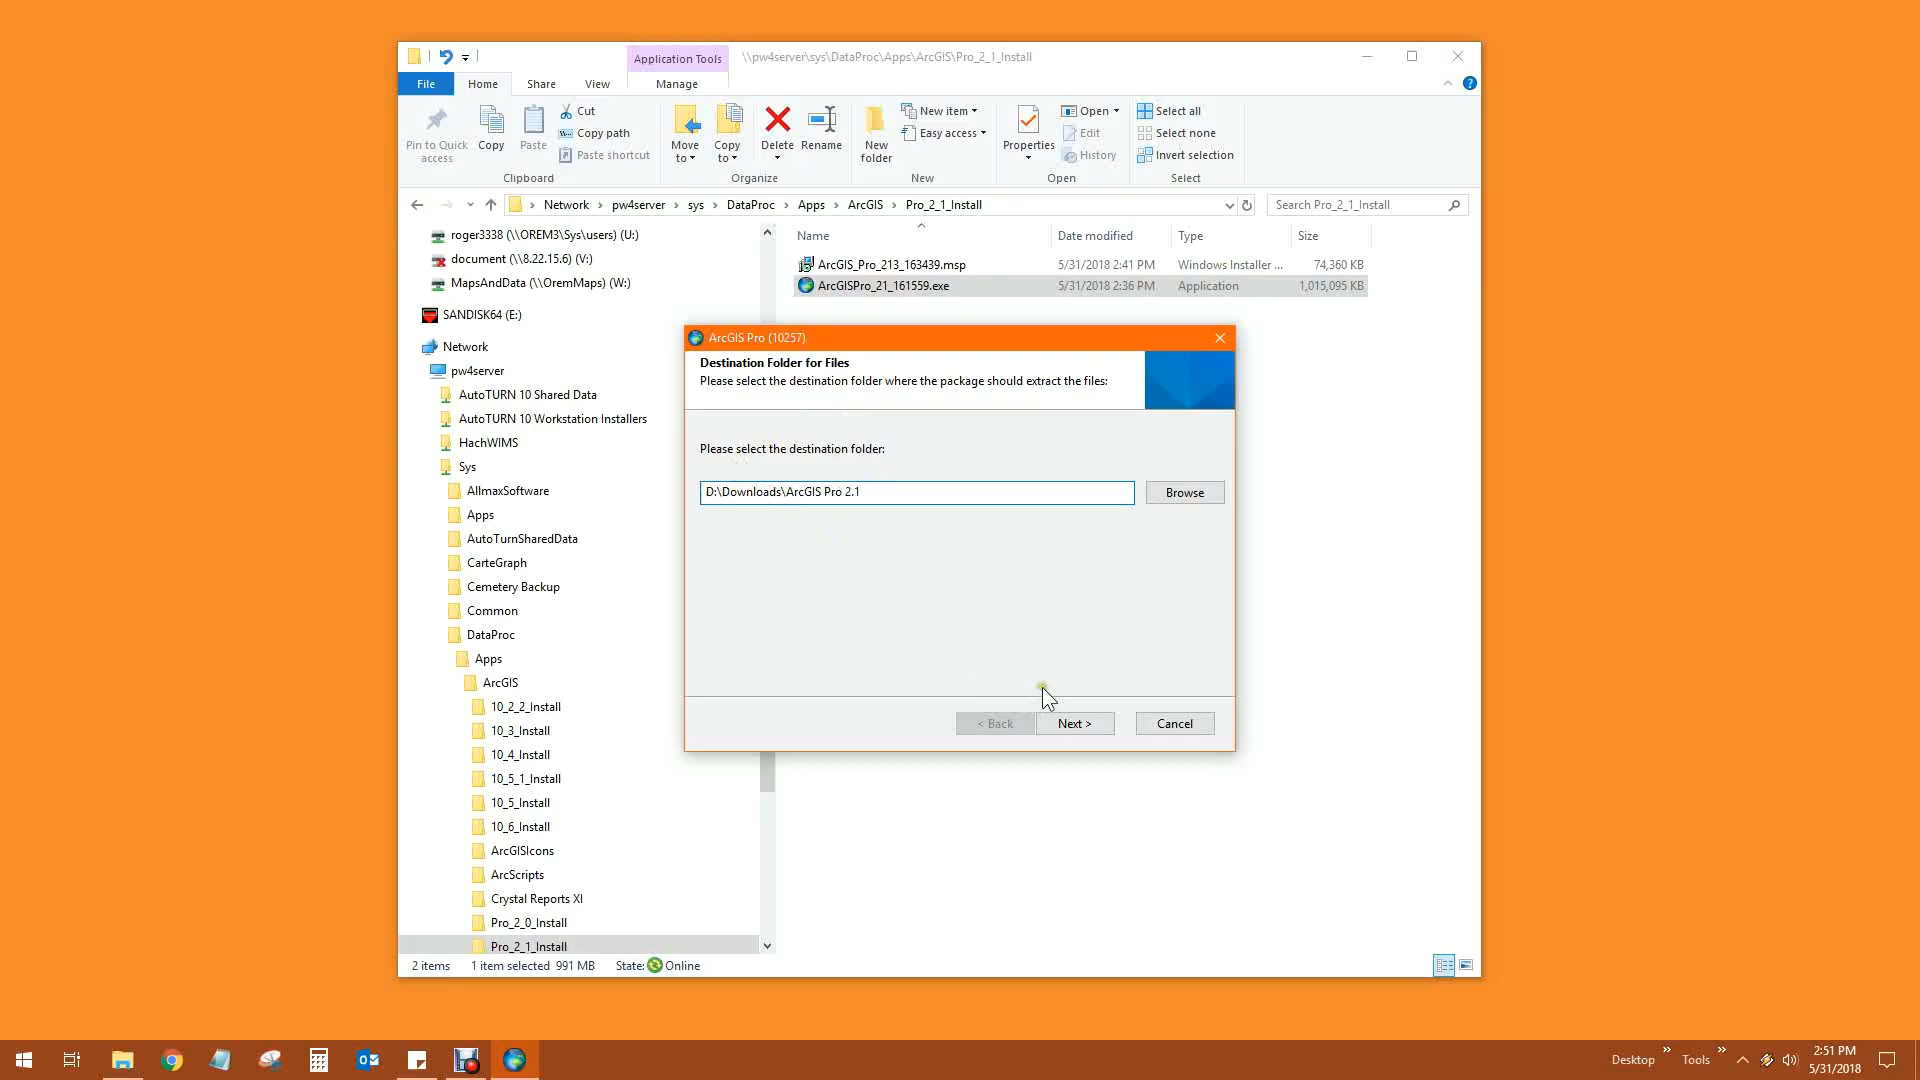 Application Tools
\\pw4server\sys\DataProc\Apps\ArcGIS\Pro_2_1_Install
File
Home
Share
View
Manage
Pin to Quick access
Copy
Paste
Cut
Copy path
Paste shortcut
Clipboard
Move to
Copy to
Delete
Rename
Organize
New folder
New item
Easy access
New
Properties
Open
Edit
History
Open
Select all
Select none
Invert selection
Select
Network > pw4server > sys > DataProc > Apps > ArcGIS > Pro_2_1_Install
Search Pro_2_1_Install
roger3338 (\\OREM3\Sys\users) (U:)
document (\\8.22.15.6) (V:)
MapsAndData (\\OremMaps) (W:)
SANDISK64 (E:)
Network
pw4server
AutoTURN 10 Shared Data
AutoTURN 10 Workstation Installers
HachWIMS
Sys
AllmaxSoftware
Apps
AutoTurnSharedData
CarteGraph
Cemetery Backup
Common
DataProc
Apps
ArcGIS
10_2_2_Install
10_3_Install
10_4_Install
10_5_1_Install
10_5_Install
10_6_Install
ArcGISIcons
ArcScripts
Crystal Reports XI
Pro_2_0_Install
Pro_2_1_Install
Name Date modified Type Size
ArcGIS_Pro_213_163439.msp 5/31/2018 2:41 PM Windows Installer ... 74,360 KB
ArcGISPro_21_161559.exe 5/31/2018 2:36 PM Application 1,015,095 KB
ArcGIS Pro (10257)
Destination Folder for Files
Please select the destination folder where the package should extract the files:
Please select the destination folder:
D:\Downloads\ArcGIS Pro 2.1
Browse
< Back
Next >
Cancel
2 items 1 item selected 991 MB State: Online
Desktop »
Tools »
2:51 PM
5/31/2018